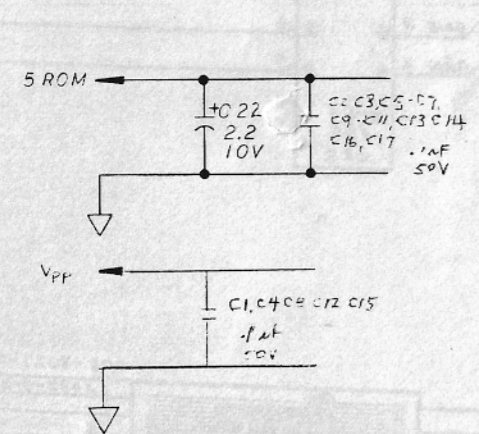 5 ROM
+C22
2.2
10V
C2 C3,C5-C7,
C9-C11,C13 C14
C16,C17
.1uF
50V
VPP
C1,C4 C8 C12 C15
.1uf
50V